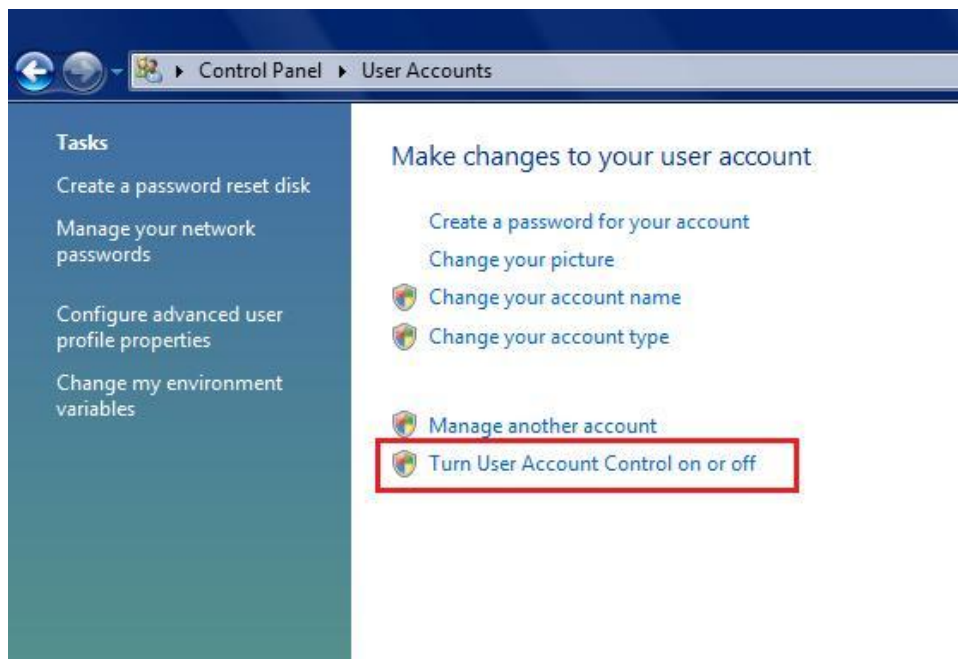 Control Panel User Accounts
Tasks
Create a password reset disk
Manage your network
passwords
Configure advanced user
profile properties
Change my environment
variables
Make changes to your user account
Create a password for your account
Change your picture
Change your account name
Change your account type
Manage another account
Turn User Account Control on or off